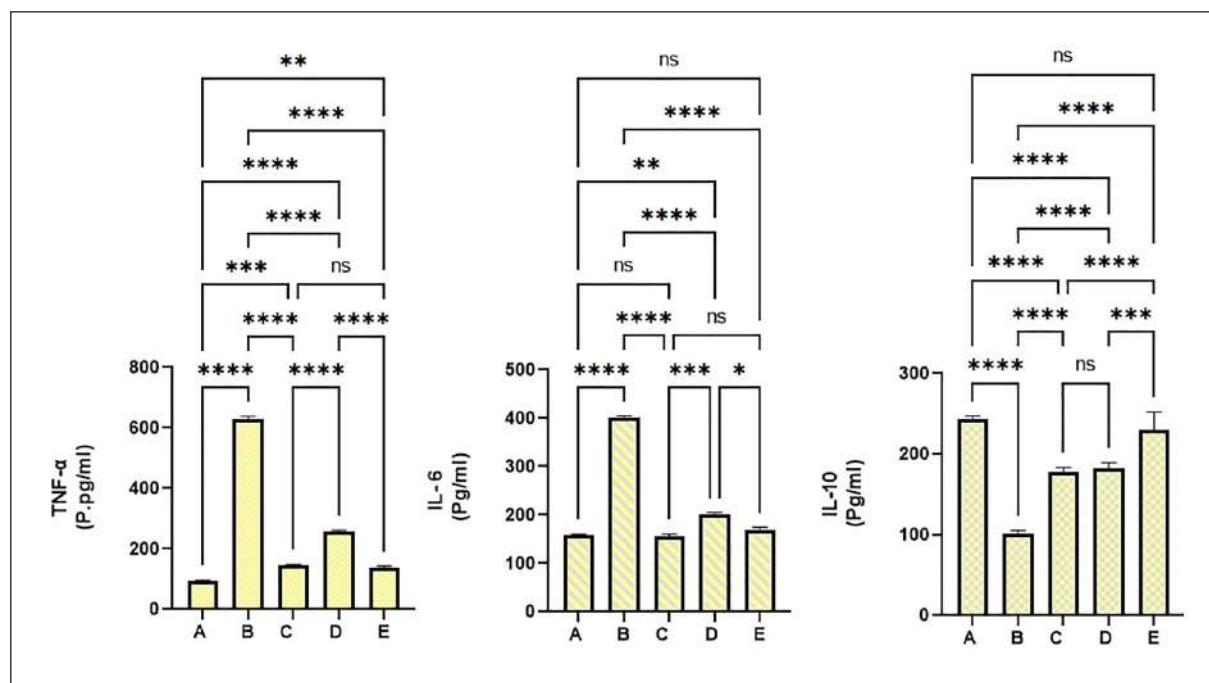 **
****
****
****
*** ns
**** ****
**** ****
800
600
400
200
0
TNF-α
(P.pg/ml)
A B C D E
ns
****
**
****
ns
**** ns
**** *** *
500
400
300
200
100
0
IL-6
(Pg/ml)
A B C D E
ns
****
****
****
**** ****
**** ***
**** ns
300
200
100
0
IL-10
(Pg/ml)
A B C D E